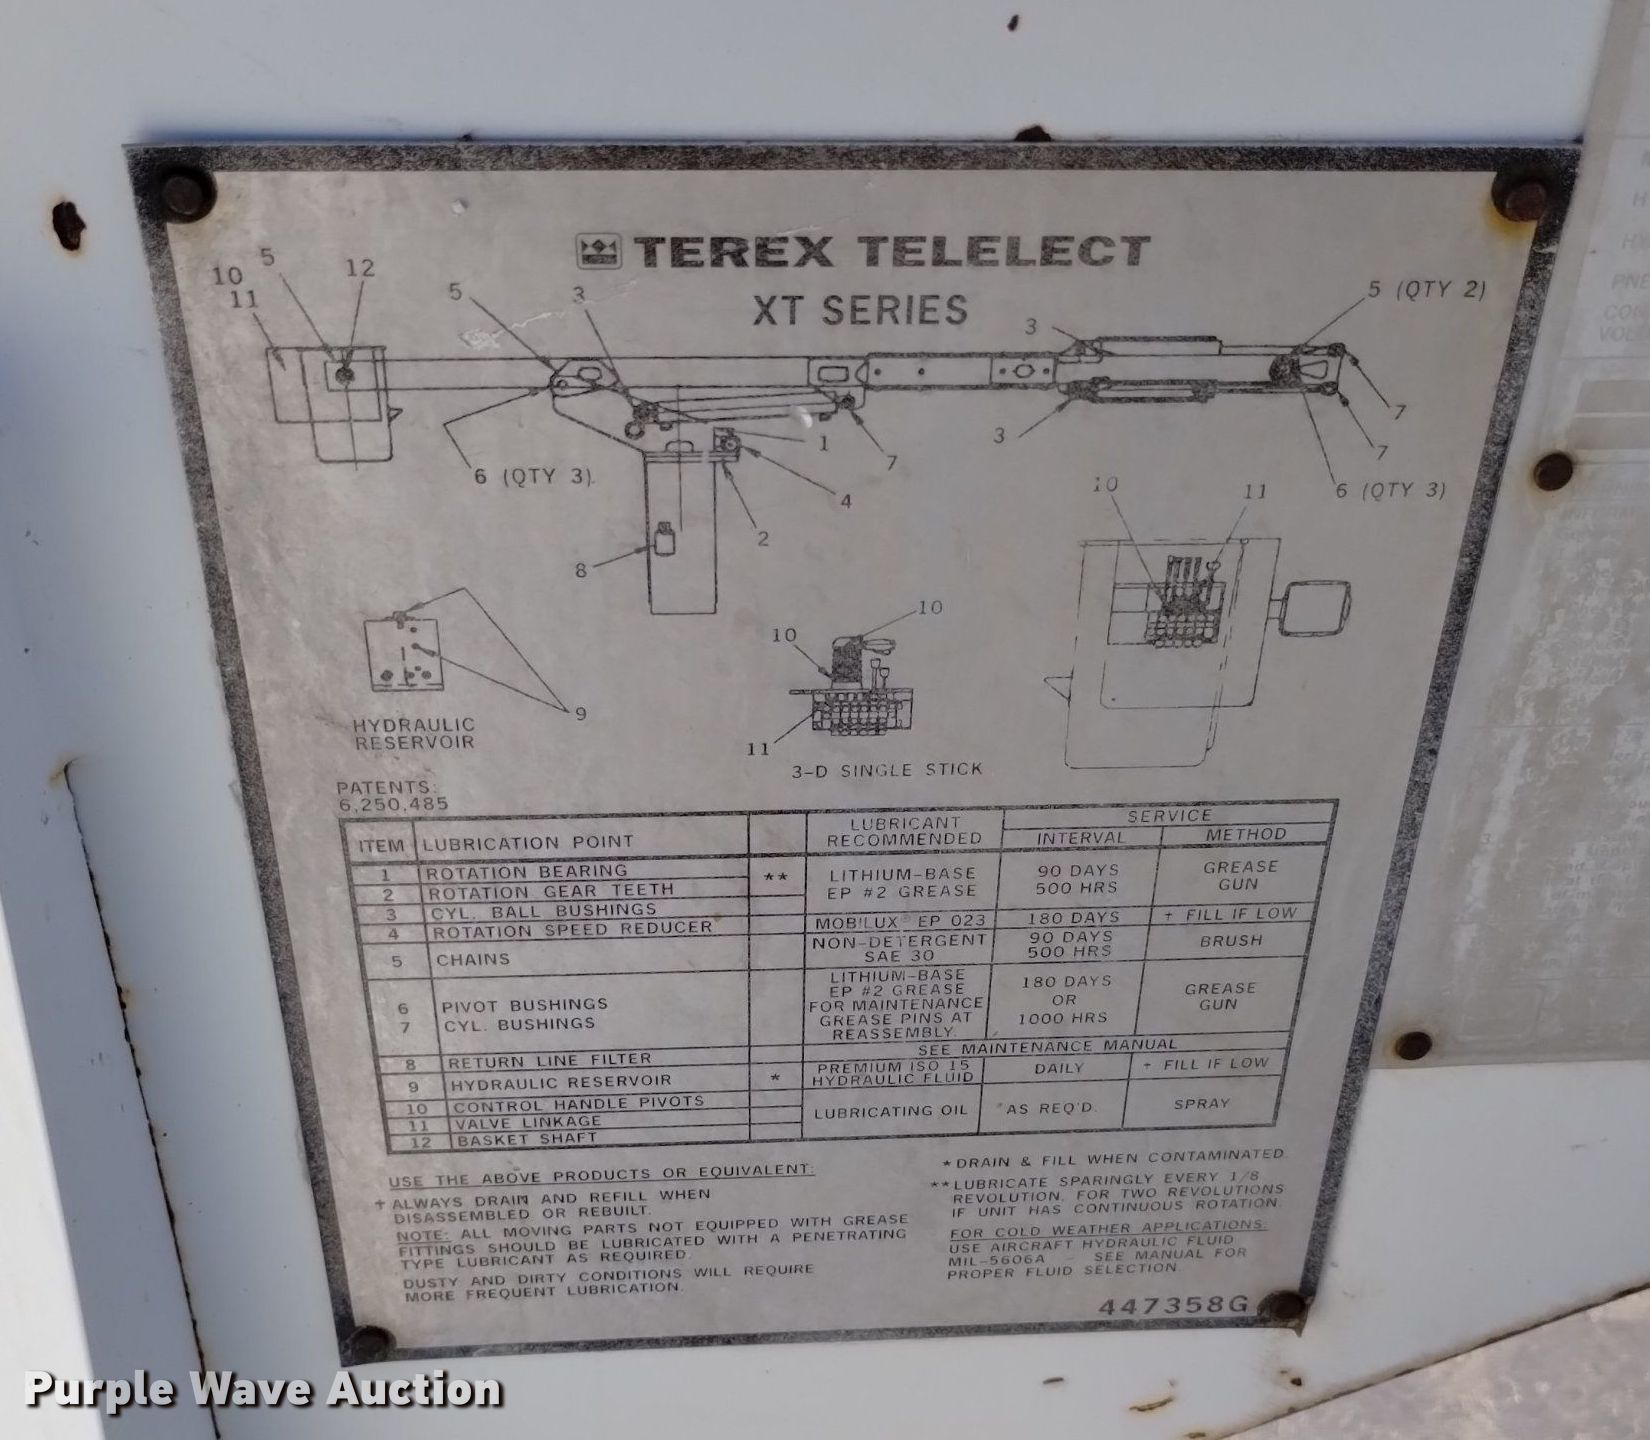 TEREX TELELECT
XT SERIES
10
5
12
11
5
3
3
5 (QTY 2)
7
3
1
7
7
6 (QTY 3)
4
10
11
6 (QTY 3)
2
8
10
10
9
HYDRAULIC
RESERVOIR
11
3-D SINGLE STICK
PATENTS:
6,250,485
ITEM LUBRICATION POINT LUBRICANT RECOMMENDED SERVICE
INTERVAL METHOD
1 ROTATION BEARING ** LITHIUM-BASE 90 DAYS GREASE
2 ROTATION GEAR TEETH EP #2 GREASE 500 HRS GUN
3 CYL. BALL BUSHINGS
4 ROTATION SPEED REDUCER MOBILUX® EP 023 180 DAYS + FILL IF LOW
5 CHAINS NON-DETERGENT SAE 30 90 DAYS 500 HRS BRUSH
LITHIUM-BASE
EP #2 GREASE 180 DAYS GREASE
6 PIVOT BUSHINGS FOR MAINTENANCE OR GUN
7 CYL. BUSHINGS GREASE PINS AT 1000 HRS
REASSEMBLY.
8 RETURN LINE FILTER SEE MAINTENANCE MANUAL
9 HYDRAULIC RESERVOIR * PREMIUM ISO 15 HYDRAULIC FLUID DAILY + FILL IF LOW
10 CONTROL HANDLE PIVOTS
11 VALVE LINKAGE LUBRICATING OIL AS REQ'D. SPRAY
12 BASKET SHAFT
USE THE ABOVE PRODUCTS OR EQUIVALENT:
+ ALWAYS DRAIN AND REFILL WHEN
DISASSEMBLED OR REBUILT.
NOTE: ALL MOVING PARTS NOT EQUIPPED WITH GREASE
FITTINGS SHOULD BE LUBRICATED WITH A PENETRATING
TYPE LUBRICANT AS REQUIRED.
DUSTY AND DIRTY CONDITIONS WILL REQUIRE
MORE FREQUENT LUBRICATION.
* DRAIN & FILL WHEN CONTAMINATED.
** LUBRICATE SPARINGLY EVERY 1/8
REVOLUTION. FOR TWO REVOLUTIONS
IF UNIT HAS CONTINUOUS ROTATION.
FOR COLD WEATHER APPLICATIONS:
USE AIRCRAFT HYDRAULIC FLUID
MIL-5606A - SEE MANUAL FOR
PROPER FLUID SELECTION.
447358G
Purple Wave Auction